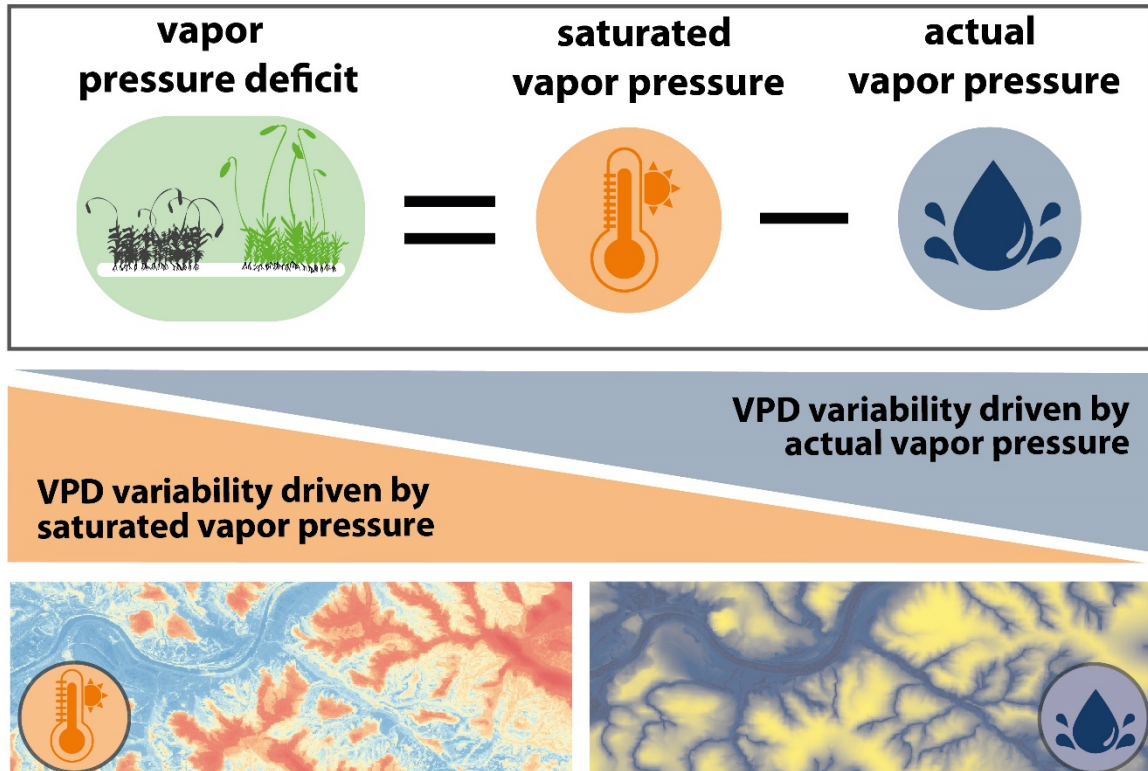 vapor
pressure deficit
saturated
vapor pressure
actual
vapor pressure
VPD variability driven by
actual vapor pressure
VPD variability driven by
saturated vapor pressure